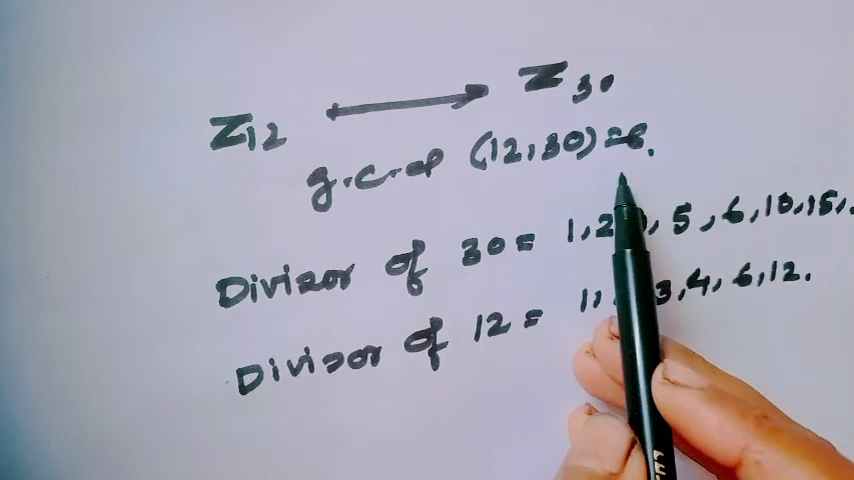 Z12 → Z30
g.c.d (12,30)=6.
Divisor of 30 = 1,2, , 5,6,10,15,
Divisor of 12 = 1, 3,4,6,12.